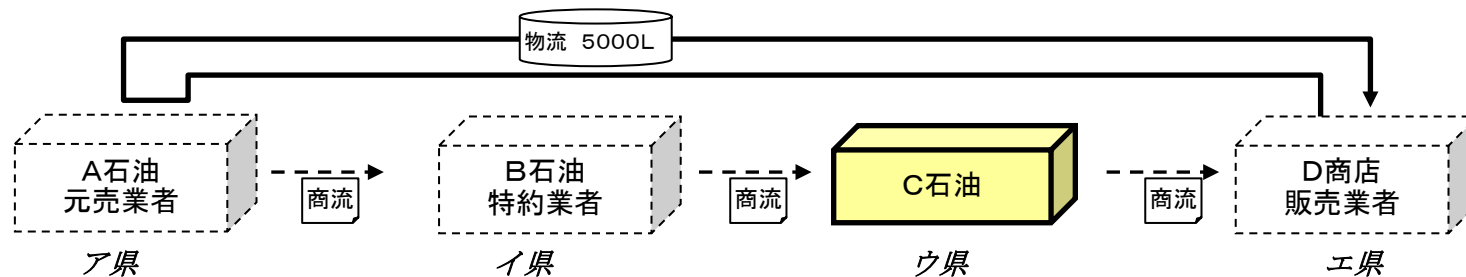 物流 5000L
A石油
元売業者
商流
B石油
特約業者
商流
C石油
商流
D商店
販売業者
ア県
イ県
ウ県
エ県